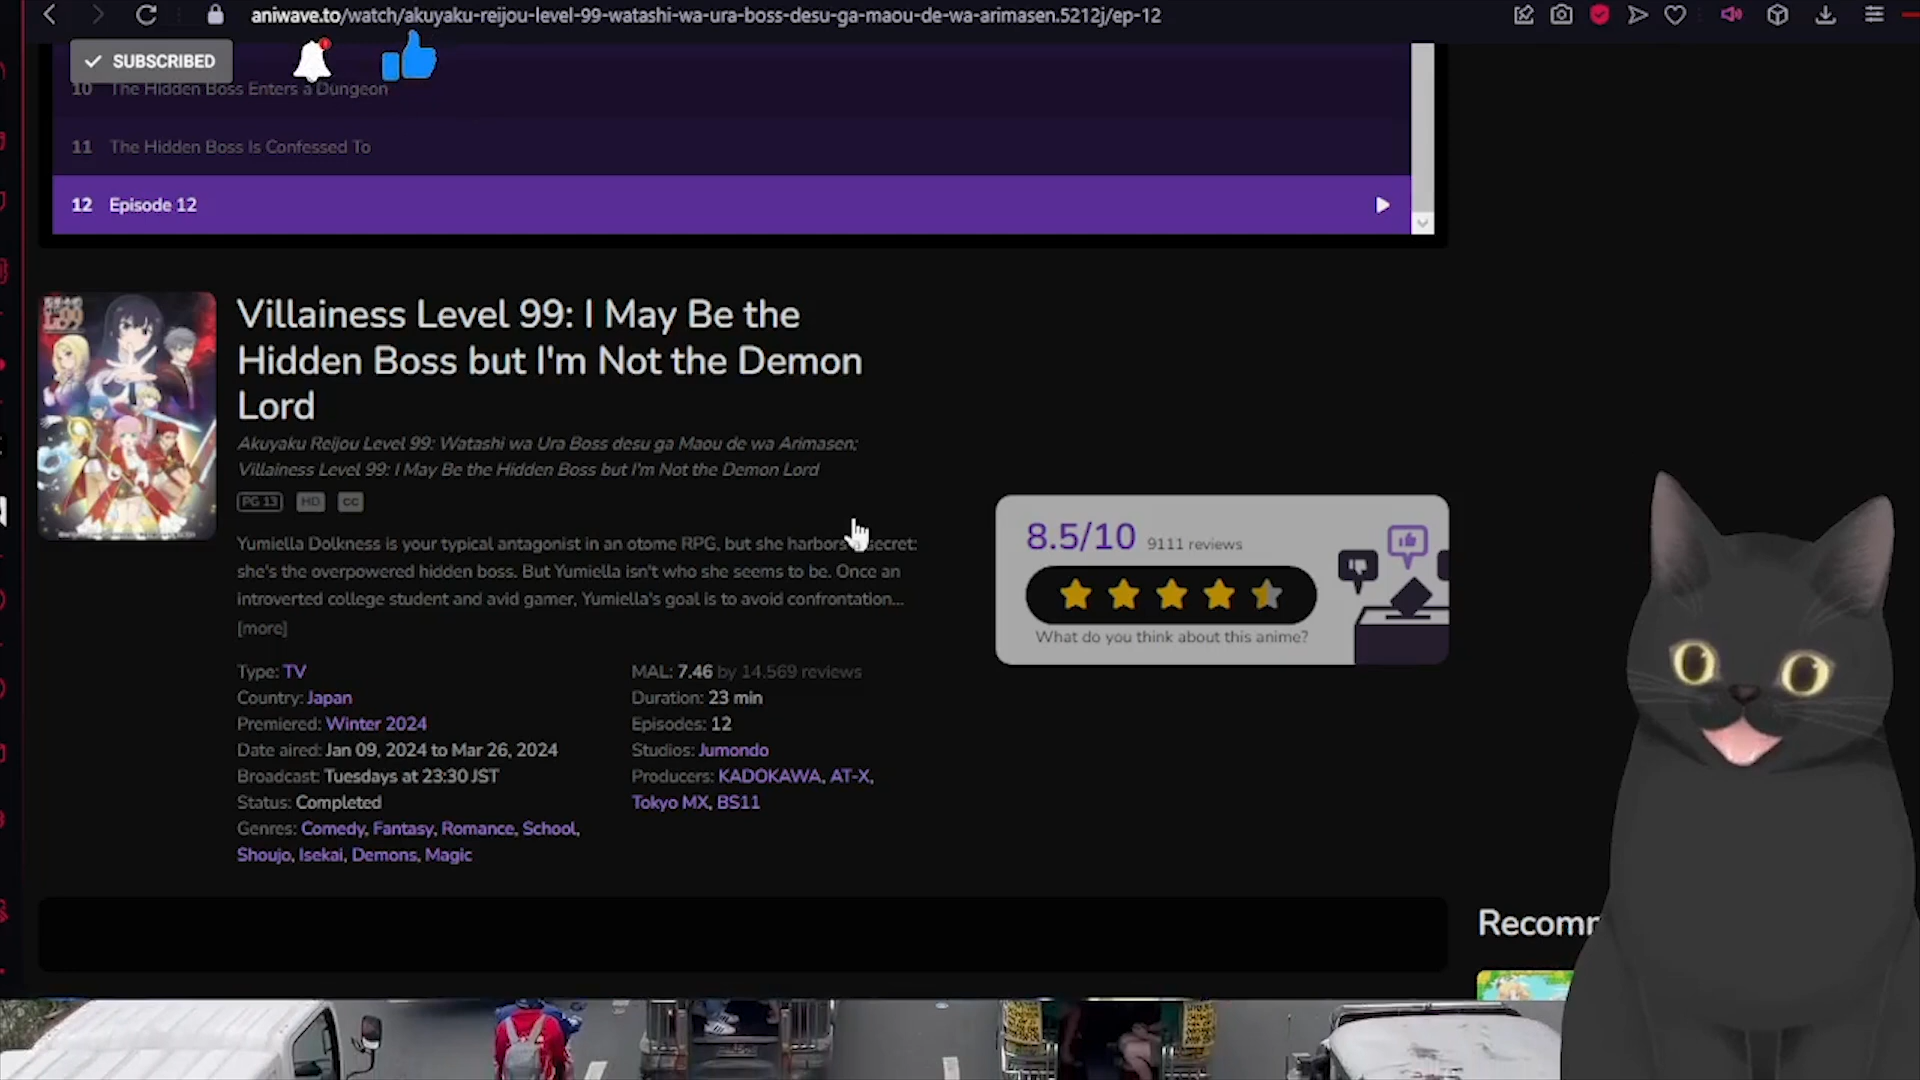 aniwave.to/watch/akuyaku-reijou-level-99-watashi-wa-ura-boss-desu-ga-maou-de-wa-arimasen.5212j/ep-12
SUBSCRIBED
10 The Hidden Boss Enters a Dungeon
11 The Hidden Boss Is Confessed To
12 Episode 12
Lv99
Villainess Level 99: I May Be the
Hidden Boss but I'm Not the Demon
Lord
Akuyaku Reijou Level 99: Watashi wa Ura Boss desu ga Maou de wa Arimasen;
Villainess Level 99: I May Be the Hidden Boss but I'm Not the Demon Lord
PG 13 HD CC
Yumiella Dolkness is your typical antagonist in an otome RPG, but she harbors a secret:
she's the overpowered hidden boss. But Yumiella isn't who she seems to be. Once an
introverted college student and avid gamer, Yumiella's goal is to avoid confrontation...
[more]
8.5/10 9111 reviews
What do you think about this anime?
Type: TV
Country: Japan
Premiered: Winter 2024
Date aired: Jan 09, 2024 to Mar 26, 2024
Broadcast: Tuesdays at 23:30 JST
Status: Completed
Genres: Comedy, Fantasy, Romance, School,
Shoujo, Isekai, Demons, Magic
MAL: 7.46 by 14.569 reviews
Duration: 23 min
Episodes: 12
Studios: Jumondo
Producers: KADOKAWA, AT-X,
Tokyo MX, BS11
Recomm